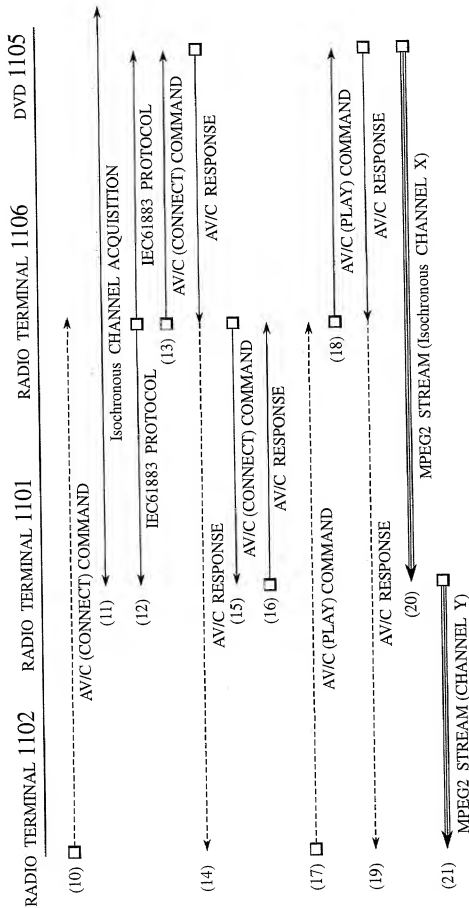 RADIO TERMINAL 1102 RADIO TERMINAL 1101 RADIO TERMINAL 1106 DVD 1105
(10)
AV/C (CONNECT) COMMAND
(11)
Isochronous CHANNEL ACQUISITION
(12)
IEC61883 PROTOCOL
IEC61883 PROTOCOL
(13)
AV/C (CONNECT) COMMAND
(14)
AV/C RESPONSE
AV/C RESPONSE
(15)
AV/C (CONNECT) COMMAND
(16)
AV/C RESPONSE
(17)
AV/C (PLAY) COMMAND
(18)
AV/C (PLAY) COMMAND
(19)
AV/C RESPONSE
AV/C RESPONSE
(20)
MPEG2 STREAM (Isochronous CHANNEL X)
(21)
MPEG2 STREAM (CHANNEL Y)